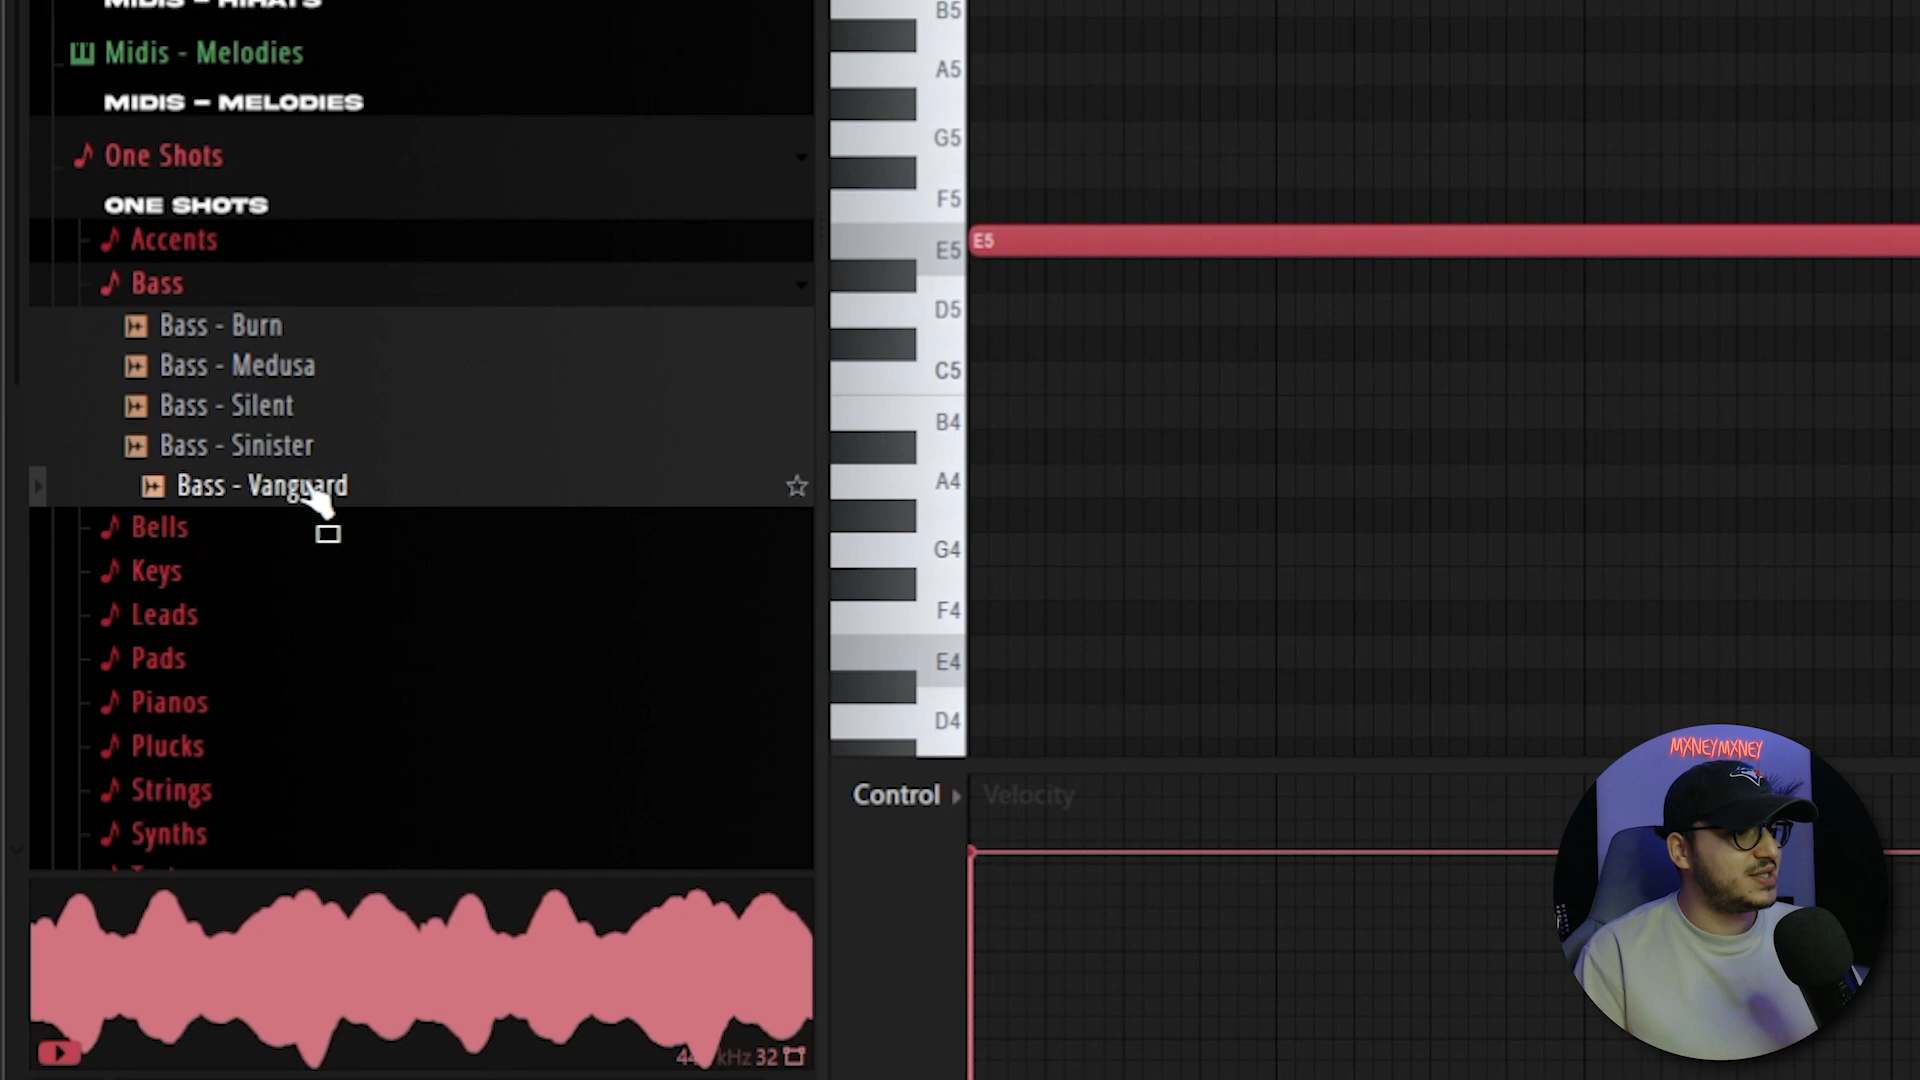 MIDIS - HIHATS
Midis - Melodies
MIDIS - MELODIES
One Shots
ONE SHOTS
Accents
Bass
Bass - Burn
Bass - Medusa
Bass - Silent
Bass - Sinister
Bass - Vanguard
Bells
Keys
Leads
Pads
Pianos
Plucks
Strings
Synths
kHz 32
B5
A5
G5
F5
E5
E5
D5
C5
B4
A4
G4
F4
E4
D4
Control
Velocity
MXNEYMXNEY